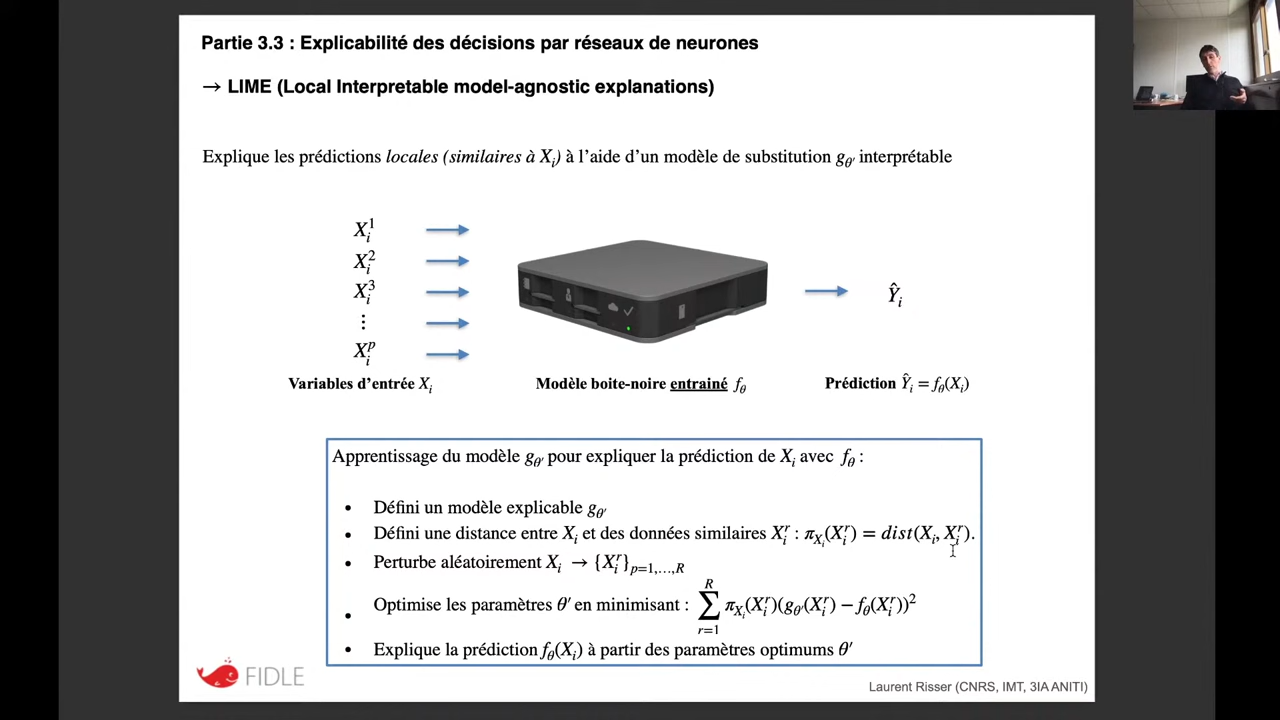 Partie 3.3 : Explicabilité des décisions par réseaux de neurones
→ LIME (Local Interpretable model-agnostic explanations)
Explique les prédictions locales (similaires à Xᵢ) à l’aide d’un modèle de substitution g_θ′ interprétable
X_i^1
X_i^2
X_i^3
⋮
X_i^p
Ŷ_i
Variables d’entrée X_i
Modèle boite-noire entrainé f_θ
Prédiction Ŷ_i = f_θ(X_i)
Apprentissage du modèle g_θ′ pour expliquer la prédiction de X_i avec f_θ :
• Défini un modèle explicable g_θ′
• Défini une distance entre X_i et des données similaires X_i^r : π_{X_i}(X_i^r) = dist(X_i, X_i^r).
• Perturbe aléatoirement X_i → {X_i^r}_{p=1,…,R}
• Optimise les paramètres θ′ en minimisant : ∑_{r=1}^{R} π_{X_i}(X_i^r)(g_θ′(X_i^r) − f_θ(X_i^r))²
• Explique la prédiction f_θ(X_i) à partir des paramètres optimums θ′
FIDLE
Laurent Risser (CNRS, IMT, 3IA ANITI)